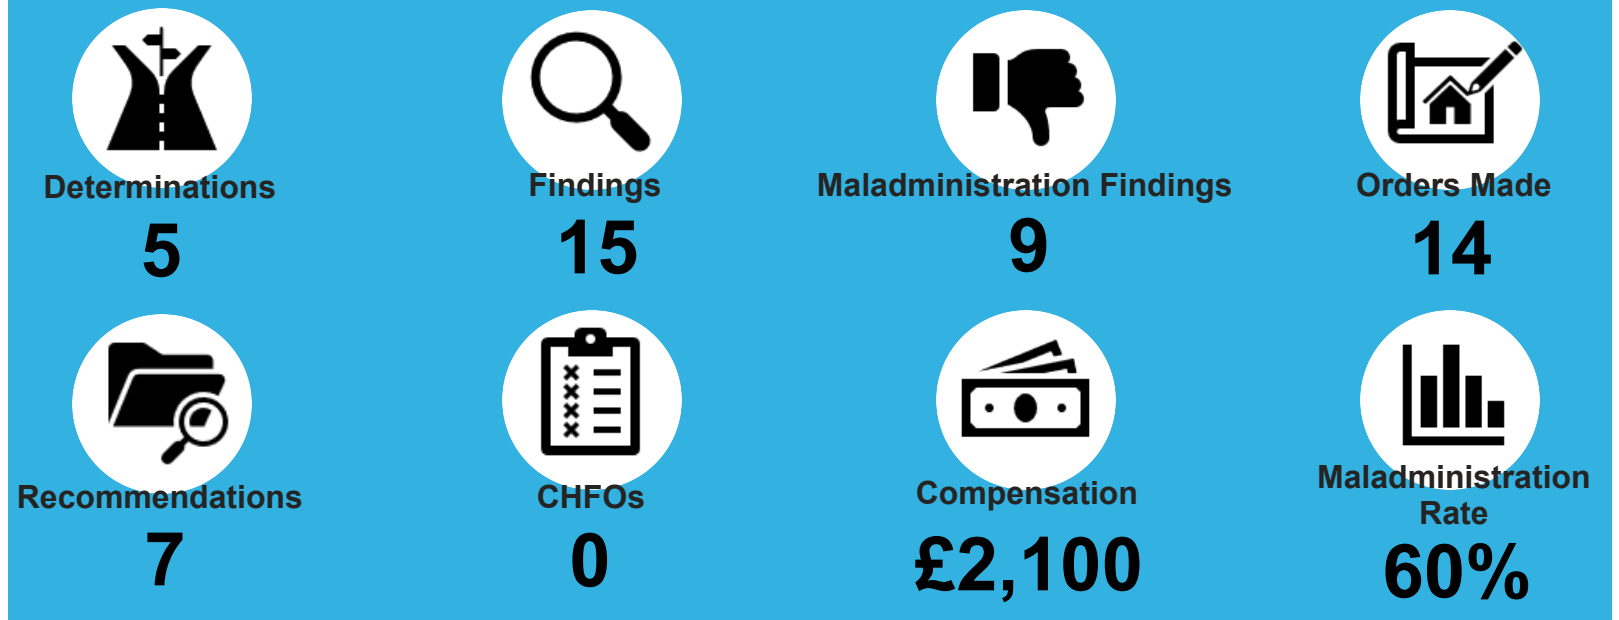 Determinations
5
Findings
15
Maladministration Findings
9
Orders Made
14
Recommendations
7
CHFOs
0
Compensation
£2,100
Maladministration
Rate
60%